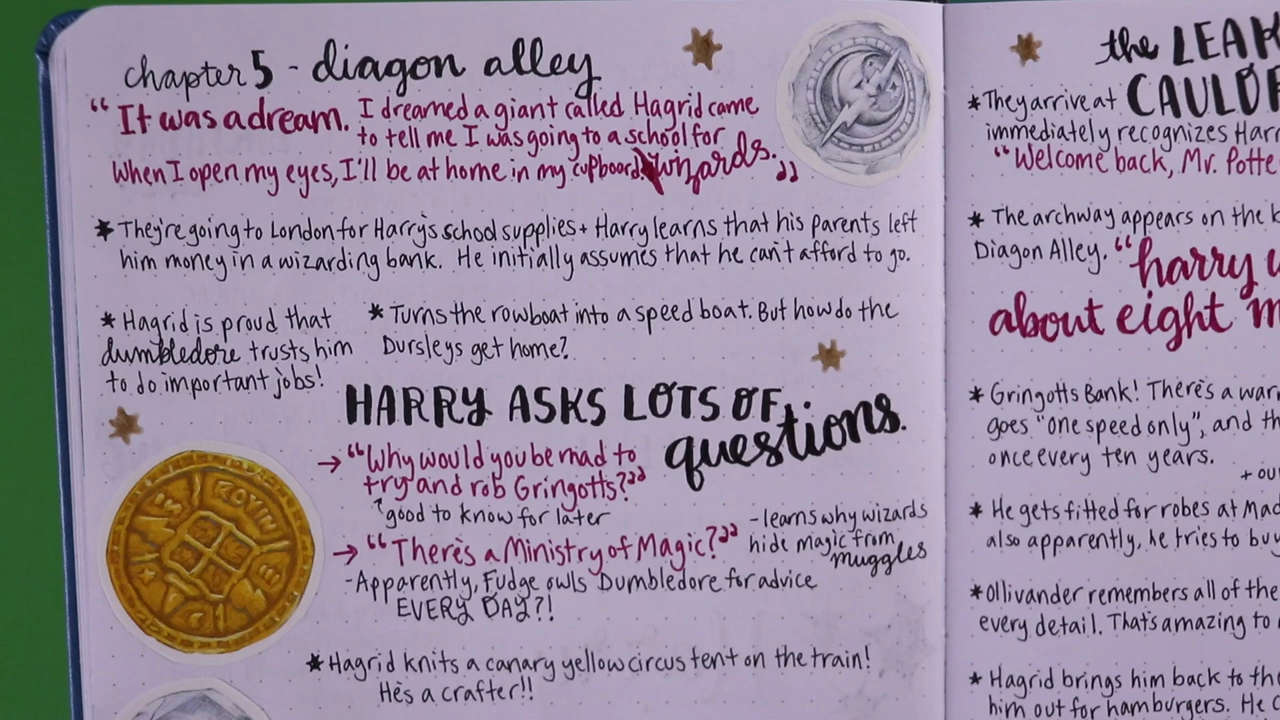 chapter 5 - diagon alley
“It was a dream. I dreamed a giant called Hagrid came
to tell me I was going to a school for
When I open my eyes, I'll be at home in my cupboard. wizards.”
* They're going to London for Harry's school supplies + Harry learns that his parents left
him money in a wizarding bank. He initially assumes that he can't afford to go.
* Hagrid is proud that
dumbledore trusts him
to do important jobs!
* Turns the rowboat into a speed boat. But how do the
Dursleys get home?
HARRY ASKS LOTS OF
questions.
→ “Why would you be mad to
try and rob Gringotts?”
↑ good to know for later
→ “There's a Ministry of Magic?”
- Apparently, Fudge owls Dumbledore for advice
EVERY DAY?!
- learns why wizards
hide magic from
muggles
* Hagrid knits a canary yellow circus tent on the train!
He's a crafter!!
the LEAK
CAULD
* They arrive at
immediately recognizes Har
“Welcome back, Mr. Potte
* The archway appears on the b
Diagon Alley. “harry w
about eight m
* Gringotts Bank! There's a war
goes “one speed only”, and th
once every ten years.
+ ou
* He gets fitted for robes at Mad
also apparently, he tries to buy
* Ollivander remembers all of the
every detail. That's amazing to
* Hagrid brings him back to the
him out for hamburgers. He c